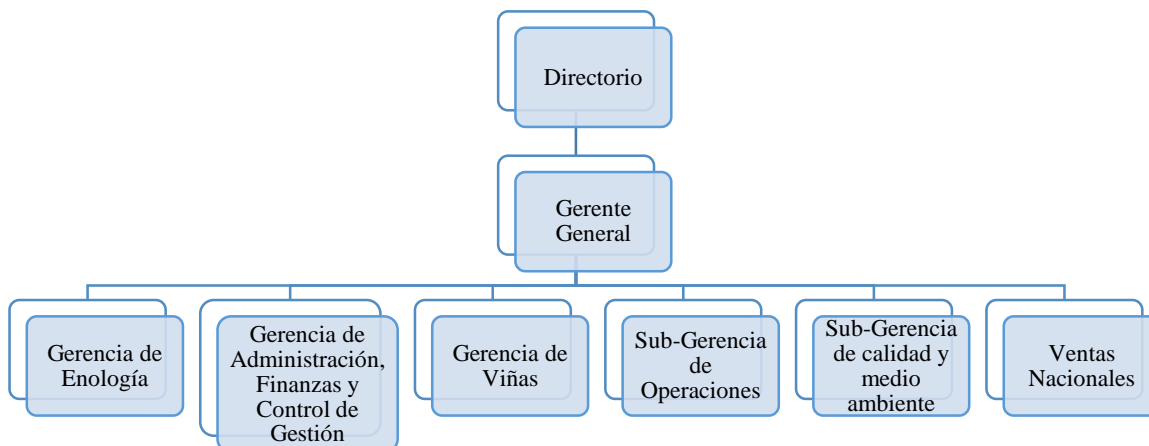 Directorio
Gerente
General
Gerencia de
Enología
Gerencia de
Administración,
Finanzas y
Control de
Gestión
Gerencia de
Viñas
Sub-Gerencia
de
Operaciones
Sub-Gerencia
de calidad y
medio
ambiente
Ventas
Nacionales